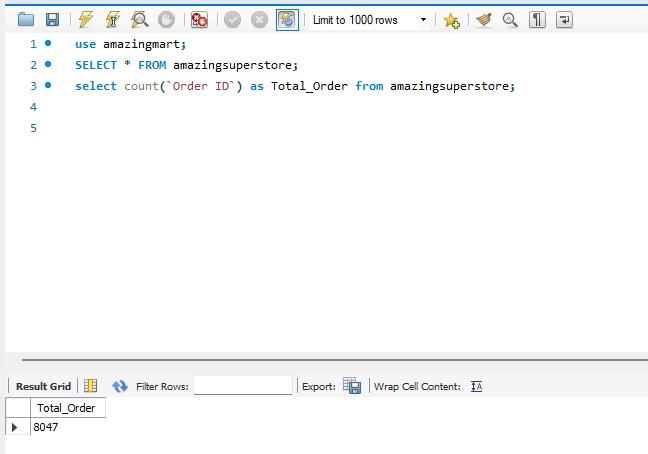 Limit to 1000 rows
1 use amazingmart;
2 SELECT * FROM amazingsuperstore;
3 select count(`Order ID`) as Total_Order from amazingsuperstore;
4
5
Result Grid Filter Rows: Export: Wrap Cell Content:
Total_Order
8047